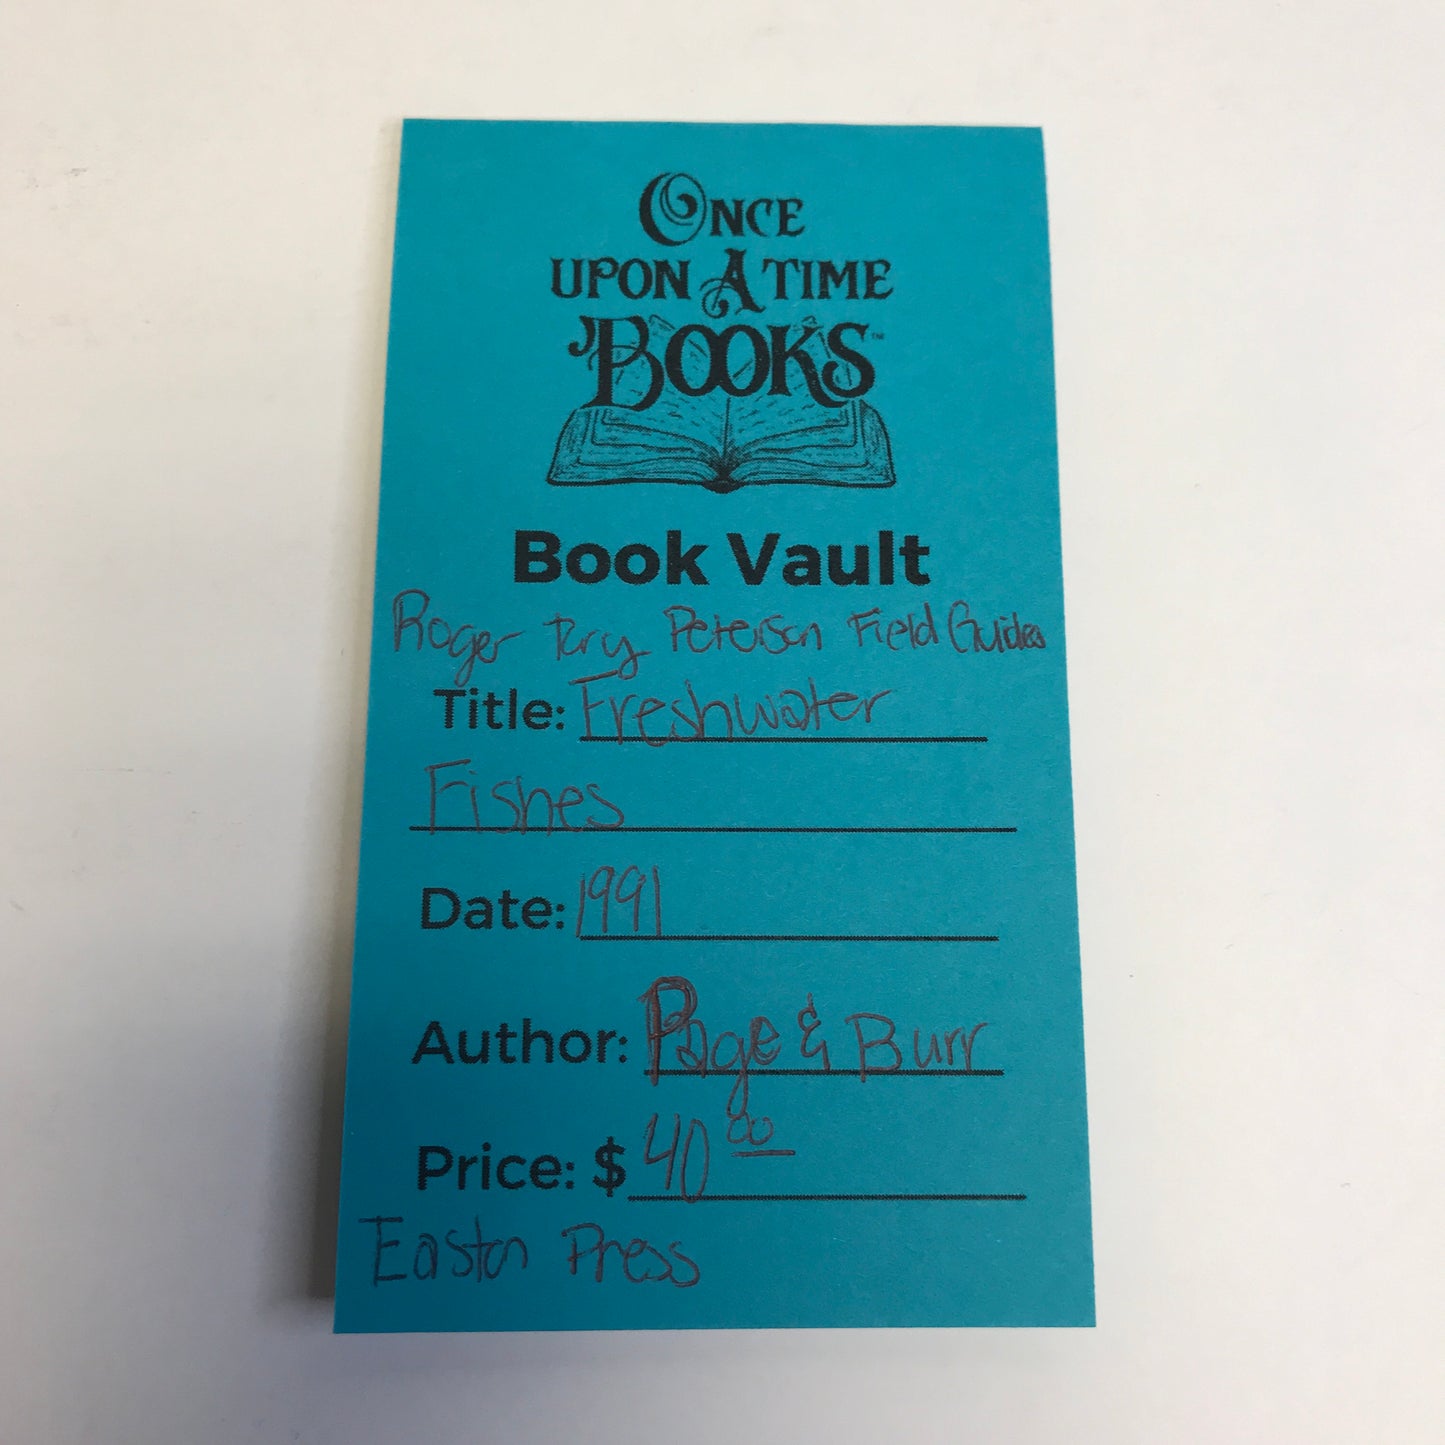 ONCE
UPON A TIME
BOOKS™
Book Vault
Roger Tory Peterson Field Guides
Title: Freshwater
Fishes
Date: 1991
Author: Page & Burr
Price: $ 40 00
Easton Press